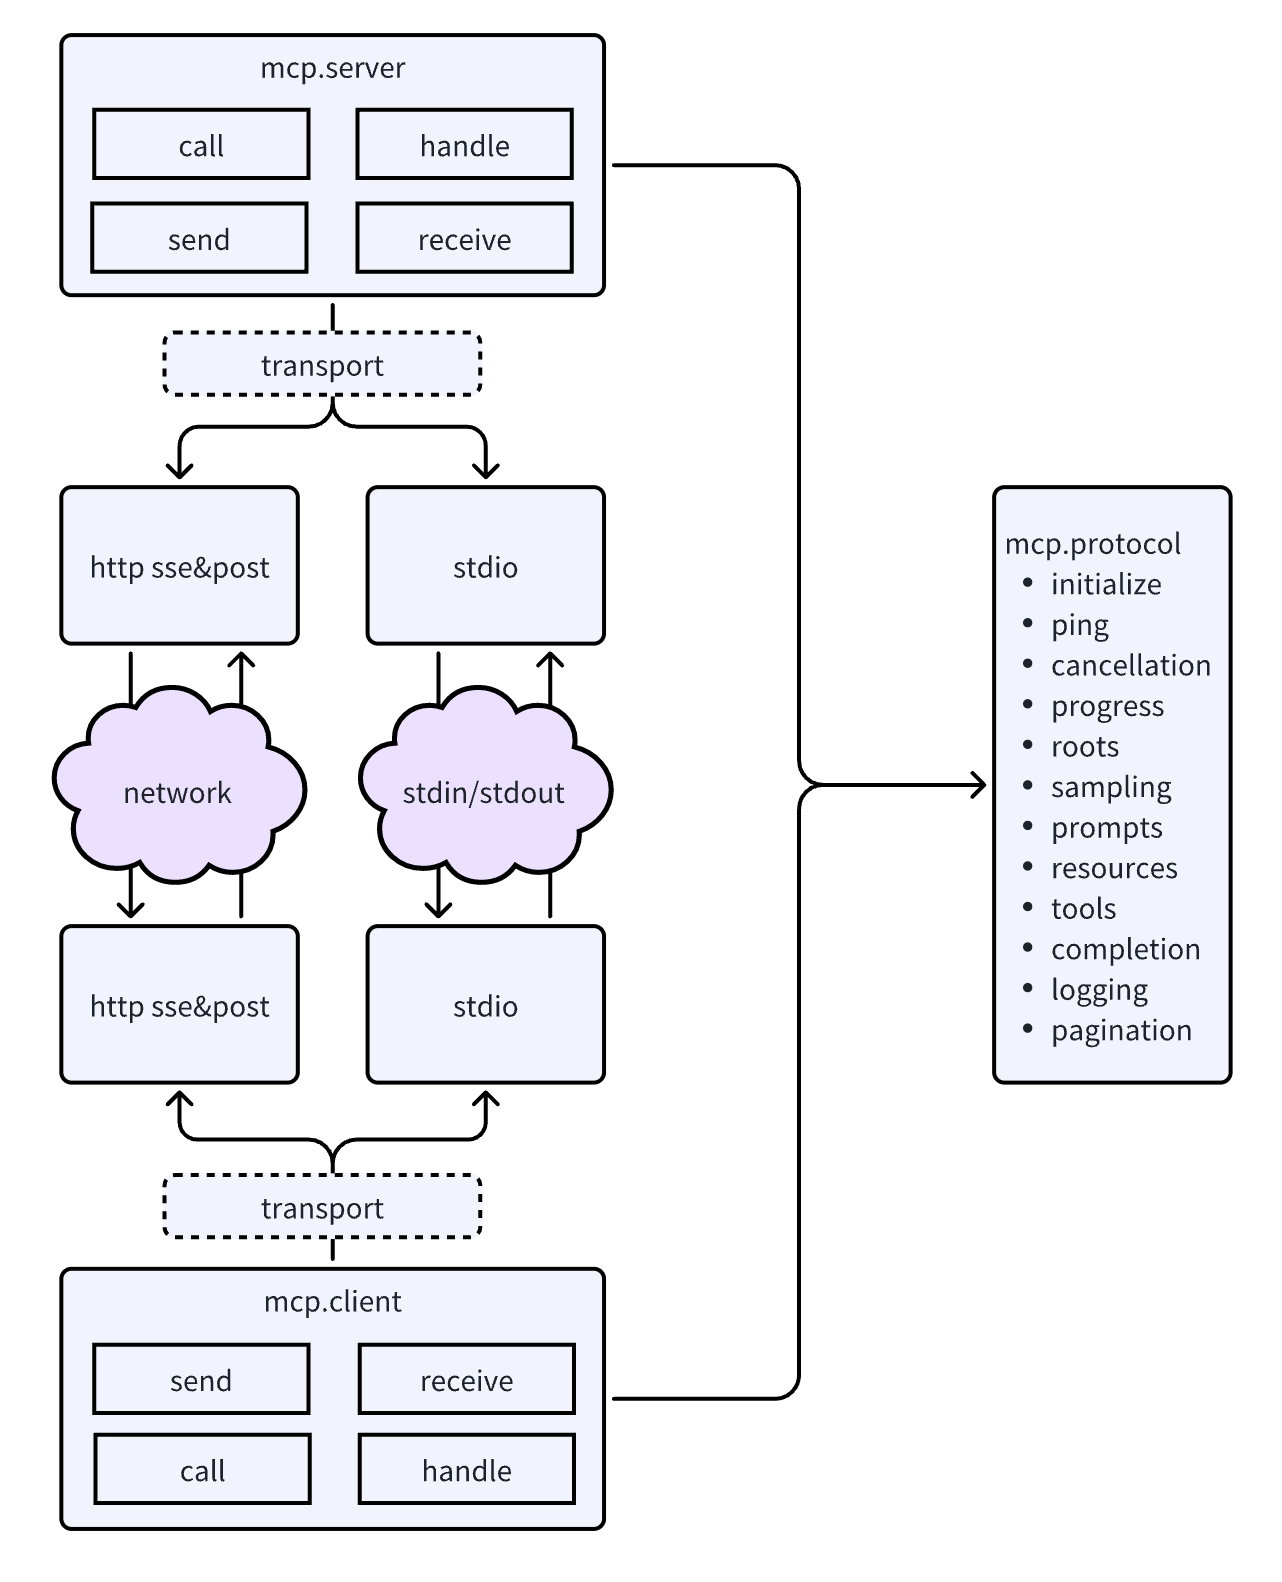 mcp.server
call
handle
send
receive
transport
http sse&post
stdio
network
stdin/stdout
http sse&post
stdio
transport
mcp.client
send
receive
call
handle
mcp.protocol
• initialize
• ping
• cancellation
• progress
• roots
• sampling
• prompts
• resources
• tools
• completion
• logging
• pagination